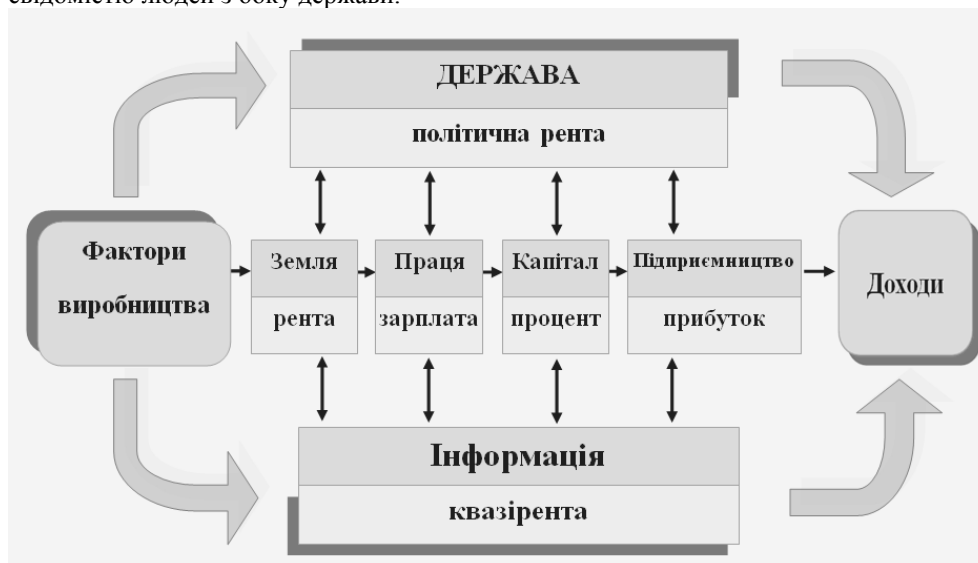 свідомістю людей з боку держави.
ДЕРЖАВА
політична рента
Фактори
виробництва
Земля
рента
Праця
зарплата
Капітал
процент
Підприємництво
прибуток
Доходи
Інформація
квазірента